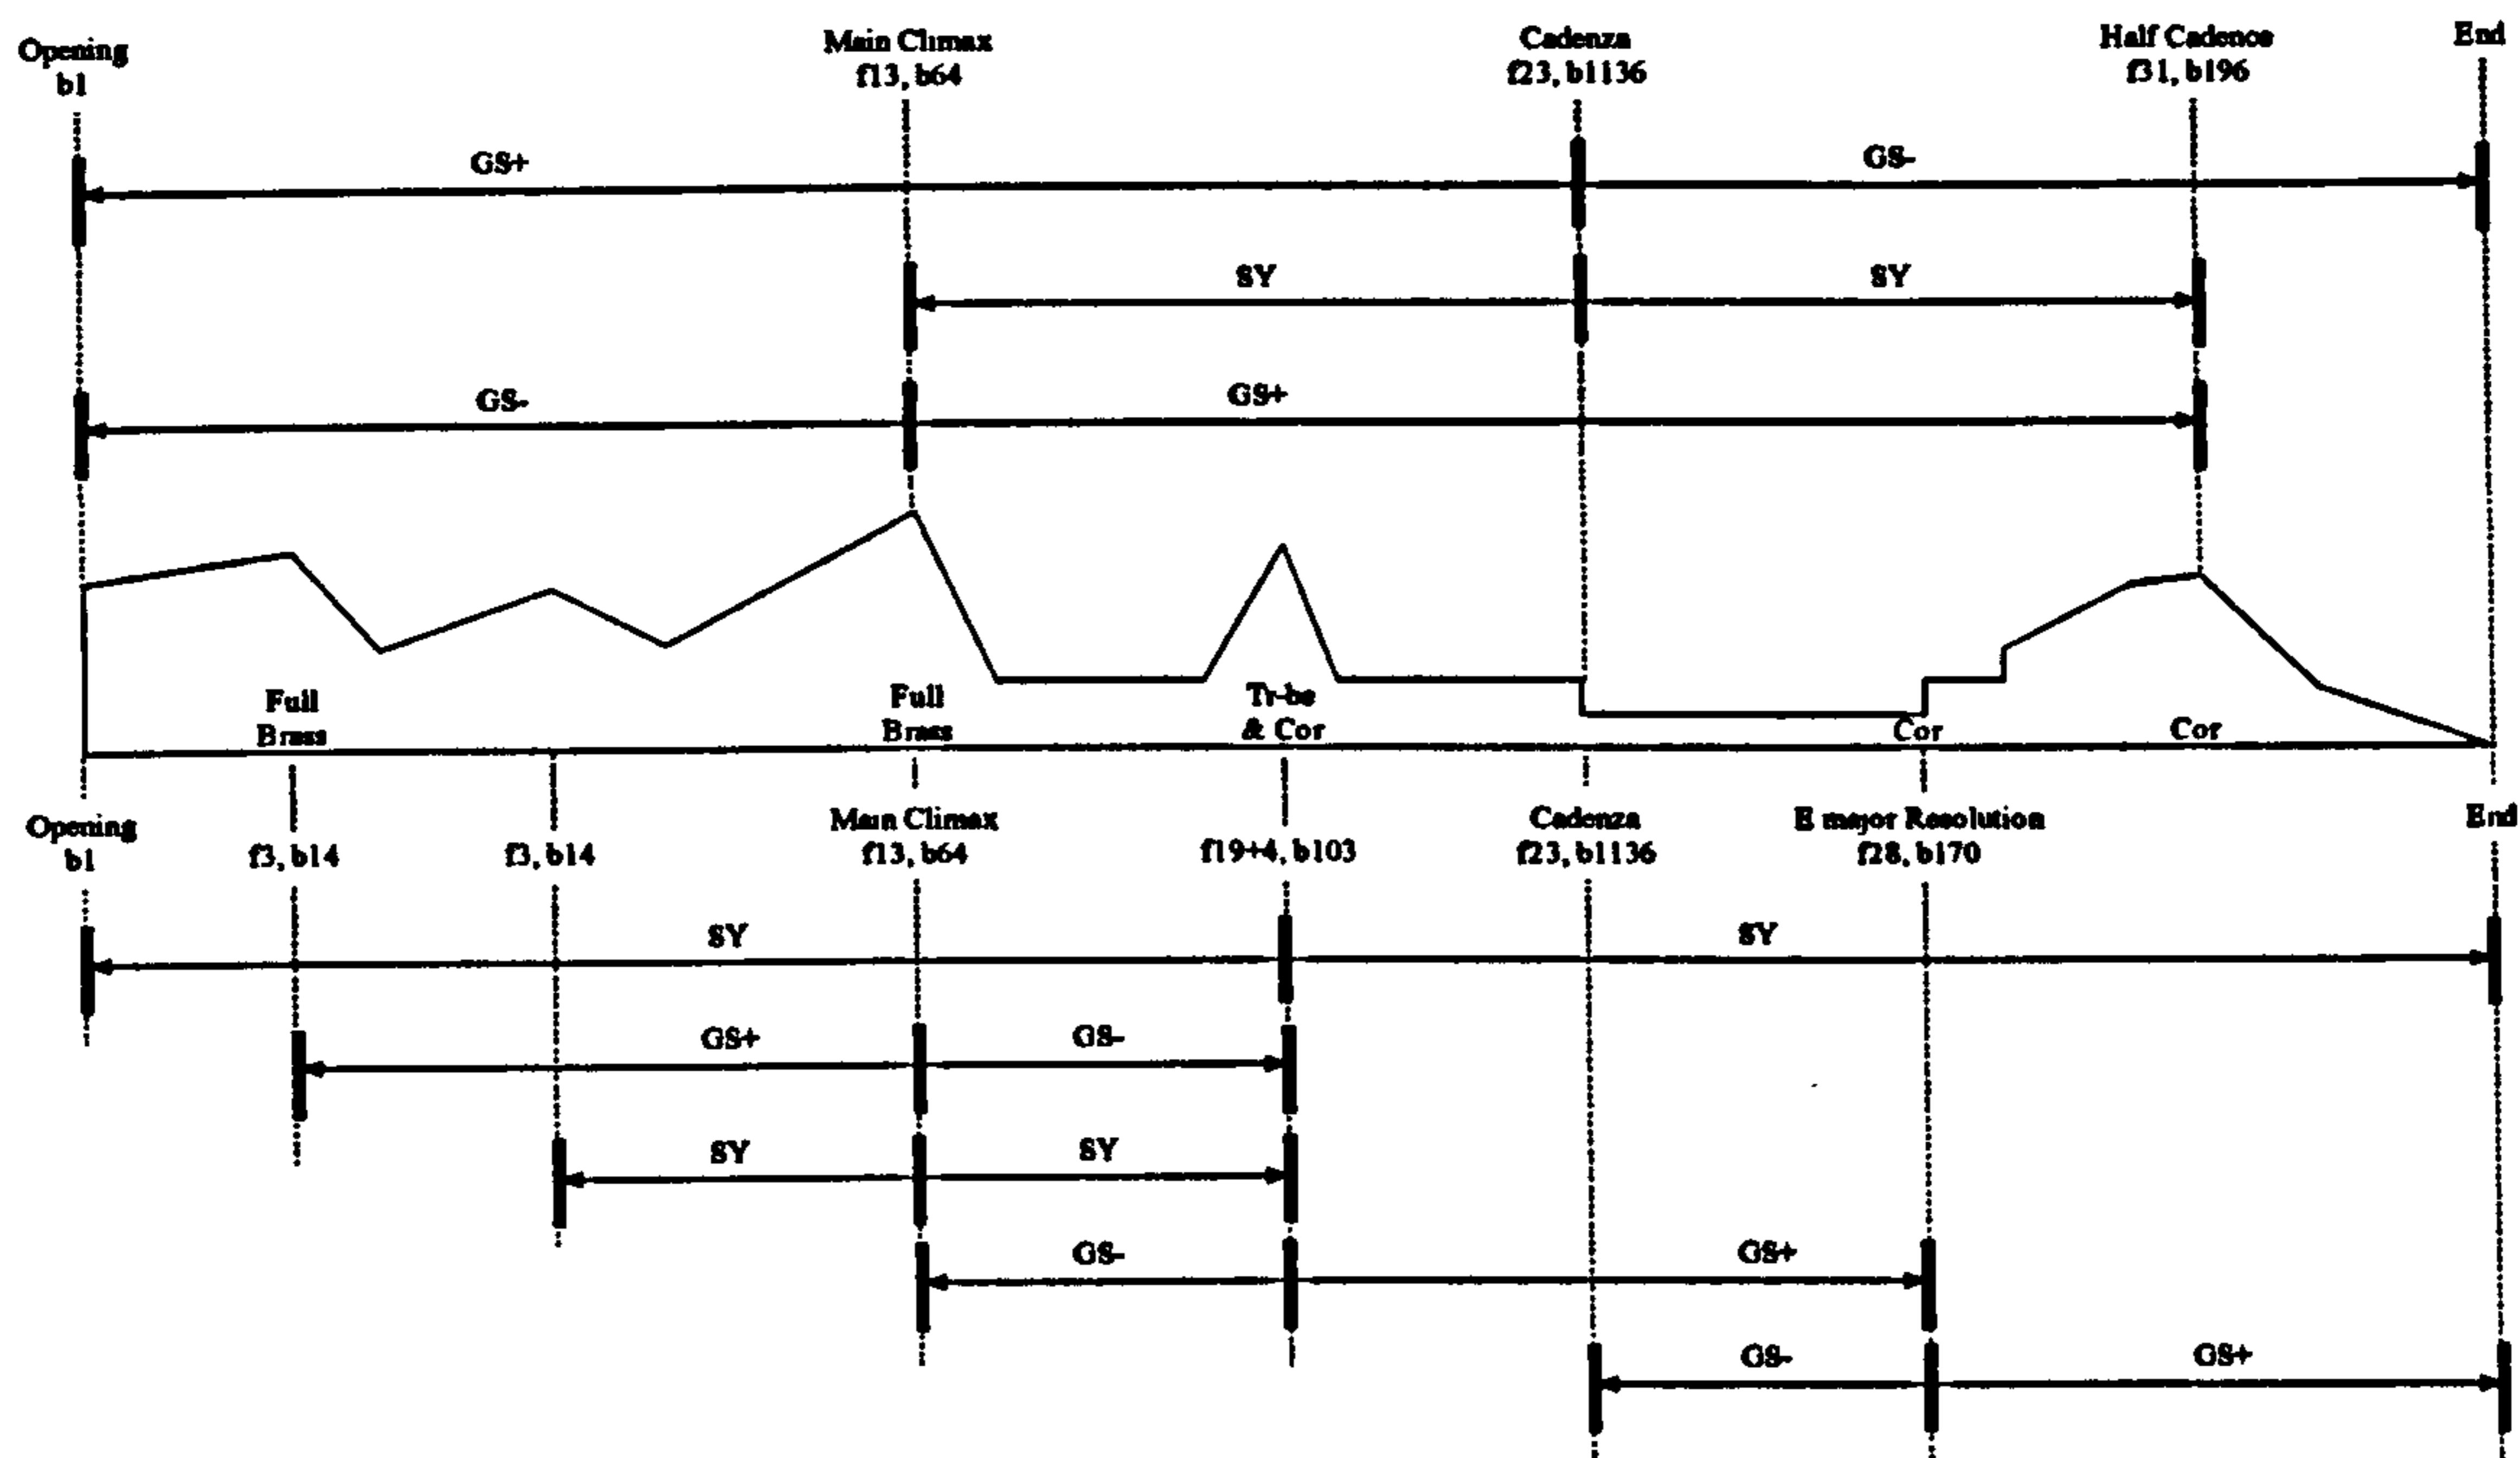 Opening
b1
Main Climax
f13, b64
Cadenza
f23, b1136
Half Cadence
f31, b196
End
GS+
GS-
SY
SY
GS-
GS+
Full
Brass
Full
Brass
Tr-be
& Cor
Cor
Cor
Opening
b1
f3, b14
f3, b14
Main Climax
f13, b64
f19+4, b103
Cadenza
f23, b1136
E major Resolution
f28, b170
End
SY
SY
GS+
GS-
SY
SY
GS-
GS+
GS-
GS+